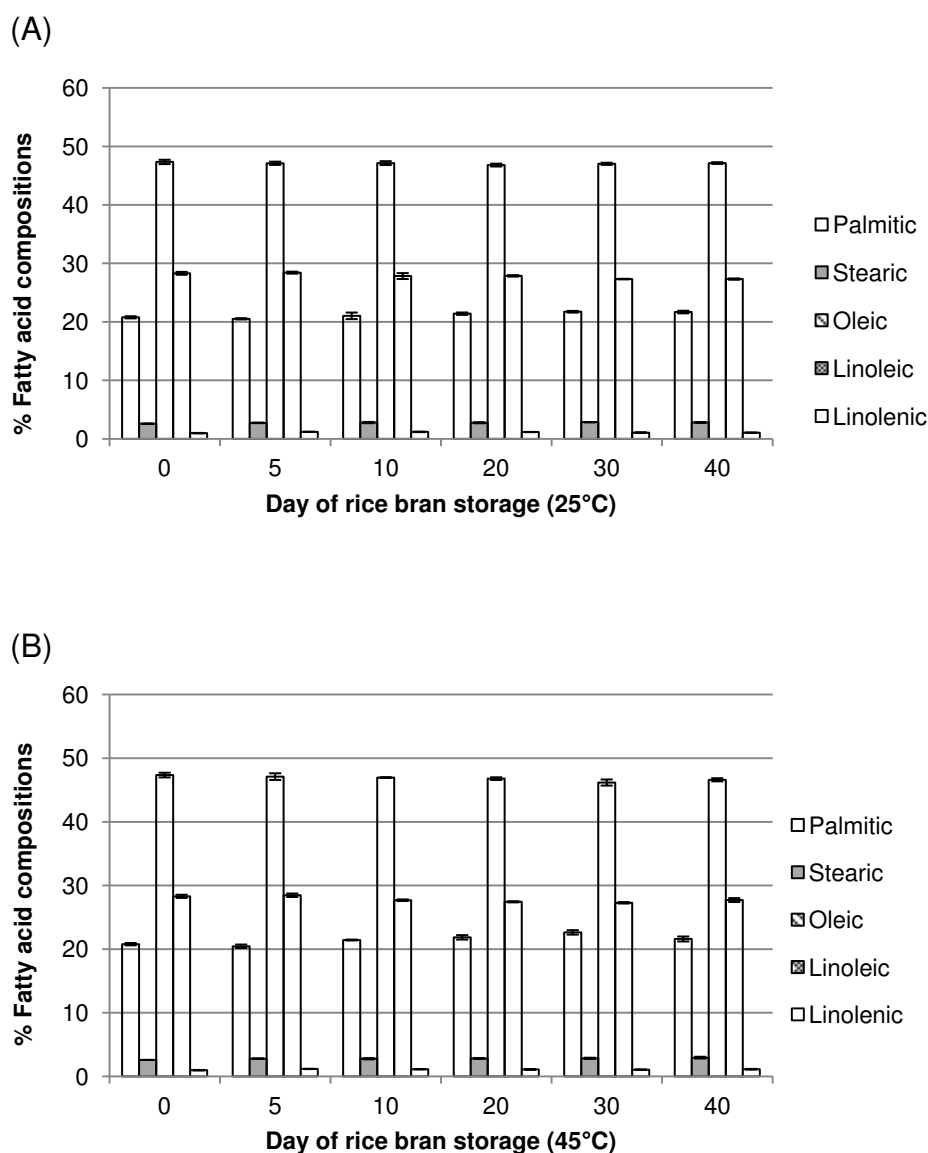 (A)
60
50
40
30
20
10
0
% Fatty acid compositions
0 5 10 20 30 40
Day of rice bran storage (25°C)
Palmitic
Stearic
Oleic
Linoleic
Linolenic
(B)
60
50
40
30
20
10
0
% Fatty acid compositions
0 5 10 20 30 40
Day of rice bran storage (45°C)
Palmitic
Stearic
Oleic
Linoleic
Linolenic